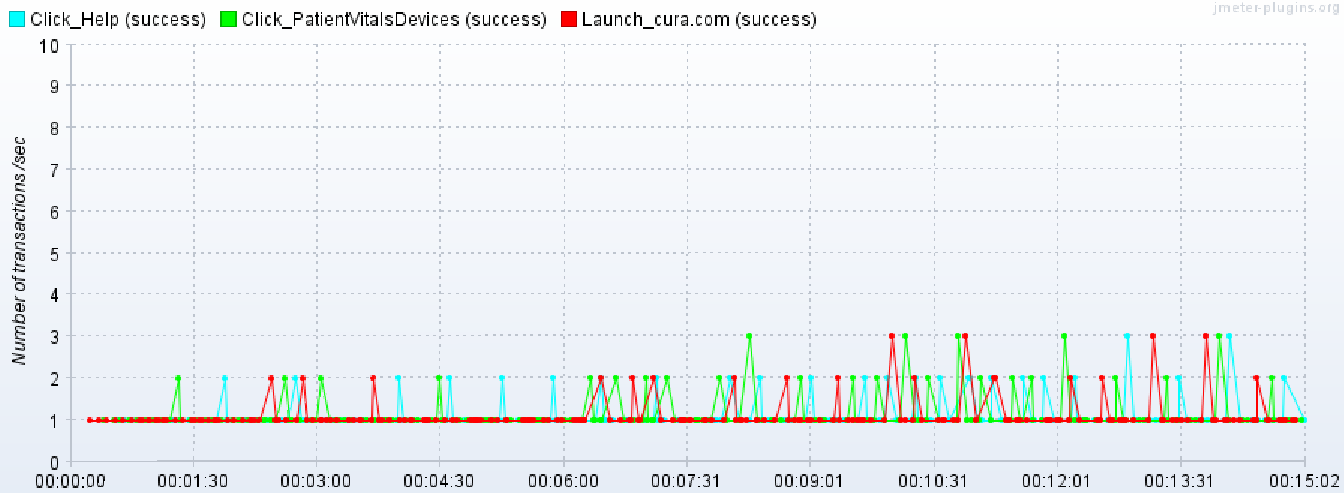 jmeter-plugins.org
Click_Help (success) Click_PatientVitalsDevices (success) Launch_cura.com (success)
Number of transactions /sec
10
9
8
7
6
5
4
3
2
1
0
00:00:00 00:01:30 00:03:00 00:04:30 00:06:00 00:07:31 00:09:01 00:10:31 00:12:01 00:13:31 00:15:02